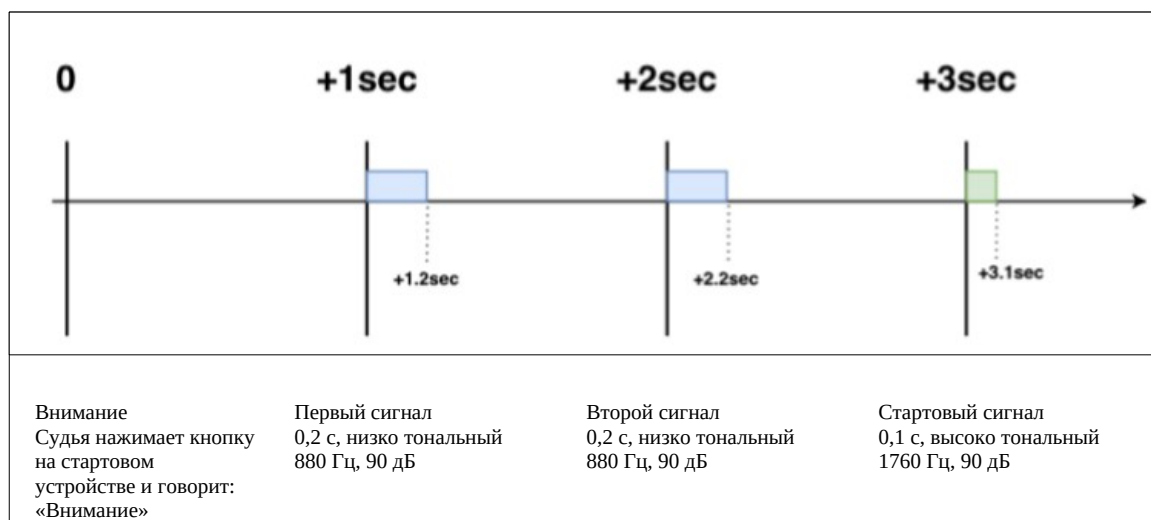 0
+1sec
+2sec
+3sec
+1.2sec
+2.2sec
+3.1sec
Внимание
Судья нажимает кнопку
на стартовом
устройстве и говорит:
«Внимание»
Первый сигнал
0,2 с, низко тональный
880 Гц, 90 дБ
Второй сигнал
0,2 с, низко тональный
880 Гц, 90 дБ
Стартовый сигнал
0,1 с, высоко тональный
1760 Гц, 90 дБ